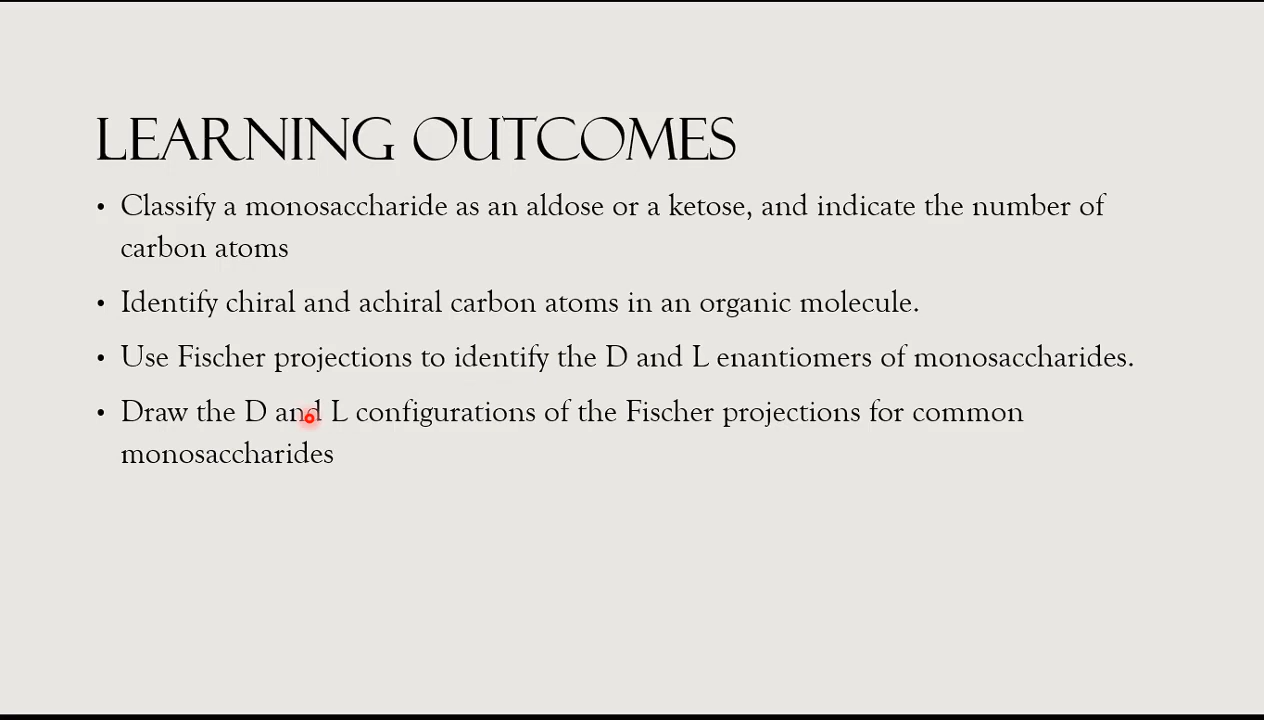 LEARNING OUTCOMES
• Classify a monosaccharide as an aldose or a ketose, and indicate the number of
carbon atoms
• Identify chiral and achiral carbon atoms in an organic molecule.
• Use Fischer projections to identify the D and L enantiomers of monosaccharides.
• Draw the D and L configurations of the Fischer projections for common
monosaccharides